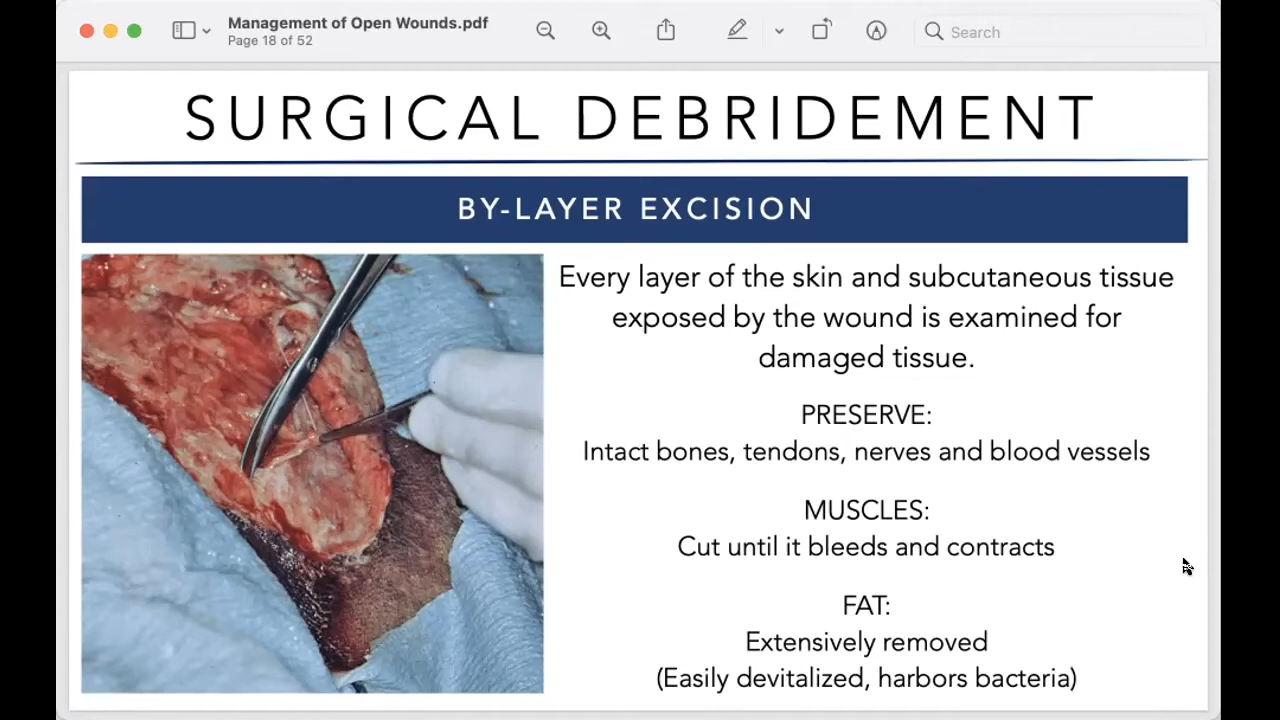 Management of Open Wounds.pdf
Page 18 of 52
Search
SURGICAL DEBRIDEMENT
BY-LAYER EXCISION
Every layer of the skin and subcutaneous tissue
exposed by the wound is examined for
damaged tissue.
PRESERVE:
Intact bones, tendons, nerves and blood vessels
MUSCLES:
Cut until it bleeds and contracts
FAT:
Extensively removed
(Easily devitalized, harbors bacteria)